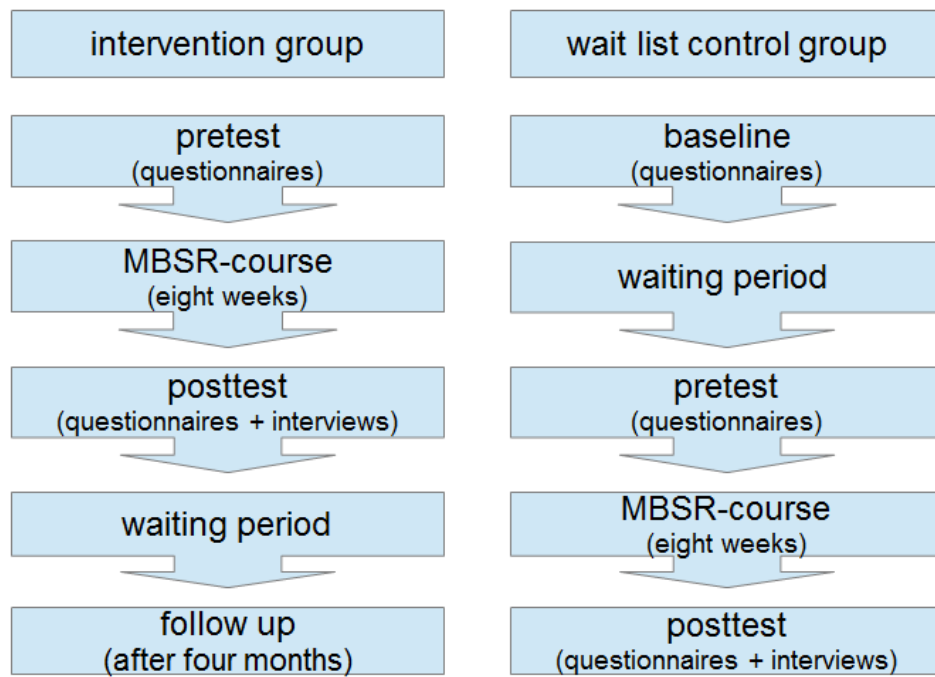 intervention group
pretest
(questionnaires)
MBSR-course
(eight weeks)
posttest
(questionnaires + interviews)
waiting period
follow up
(after four months)
wait list control group
baseline
(questionnaires)
waiting period
pretest
(questionnaires)
MBSR-course
(eight weeks)
posttest
(questionnaires + interviews)